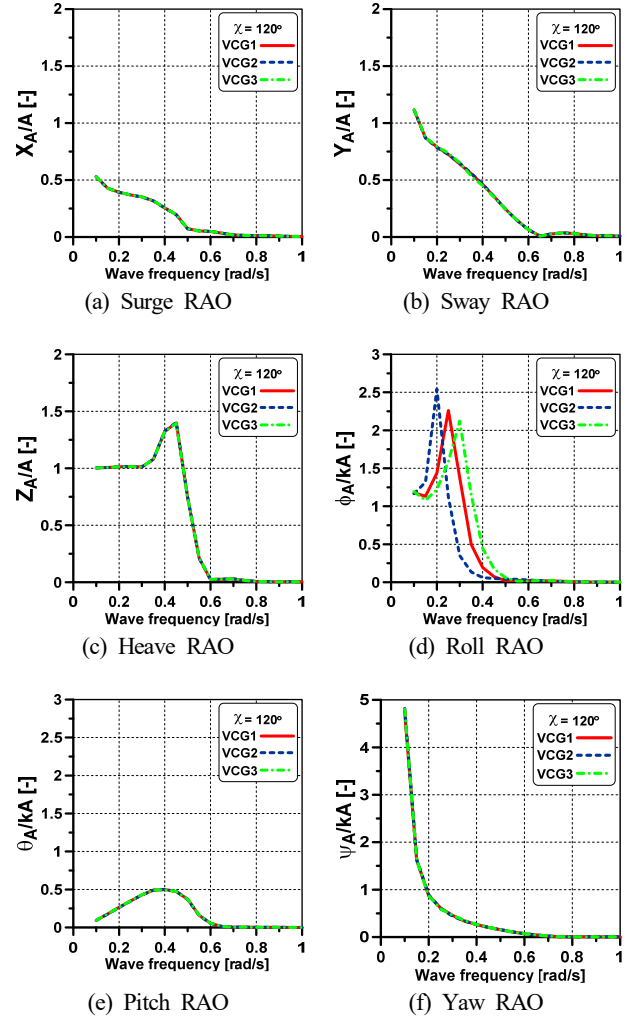 2
1.5
1
0.5
0
X_A/A [-]
χ = 120°
VCG1
VCG2
VCG3
0 0.2 0.4 0.6 0.8 1
Wave frequency [rad/s]
(a) Surge RAO
2
1.5
1
0.5
0
Y_A/A [-]
χ = 120°
VCG1
VCG2
VCG3
0 0.2 0.4 0.6 0.8 1
Wave frequency [rad/s]
(b) Sway RAO
2
1.5
1
0.5
0
Z_A/A [-]
χ = 120°
VCG1
VCG2
VCG3
0 0.2 0.4 0.6 0.8 1
Wave frequency [rad/s]
(c) Heave RAO
3
2.5
2
1.5
1
0.5
0
ϕ_A/kA [-]
χ = 120°
VCG1
VCG2
VCG3
0 0.2 0.4 0.6 0.8 1
Wave frequency [rad/s]
(d) Roll RAO
3
2.5
2
1.5
1
0.5
0
θ_A/kA [-]
χ = 120°
VCG1
VCG2
VCG3
0 0.2 0.4 0.6 0.8 1
Wave frequency [rad/s]
(e) Pitch RAO
5
4
3
2
1
0
ψ_A/kA [-]
χ = 120°
VCG1
VCG2
VCG3
0 0.2 0.4 0.6 0.8 1
Wave frequency [rad/s]
(f) Yaw RAO